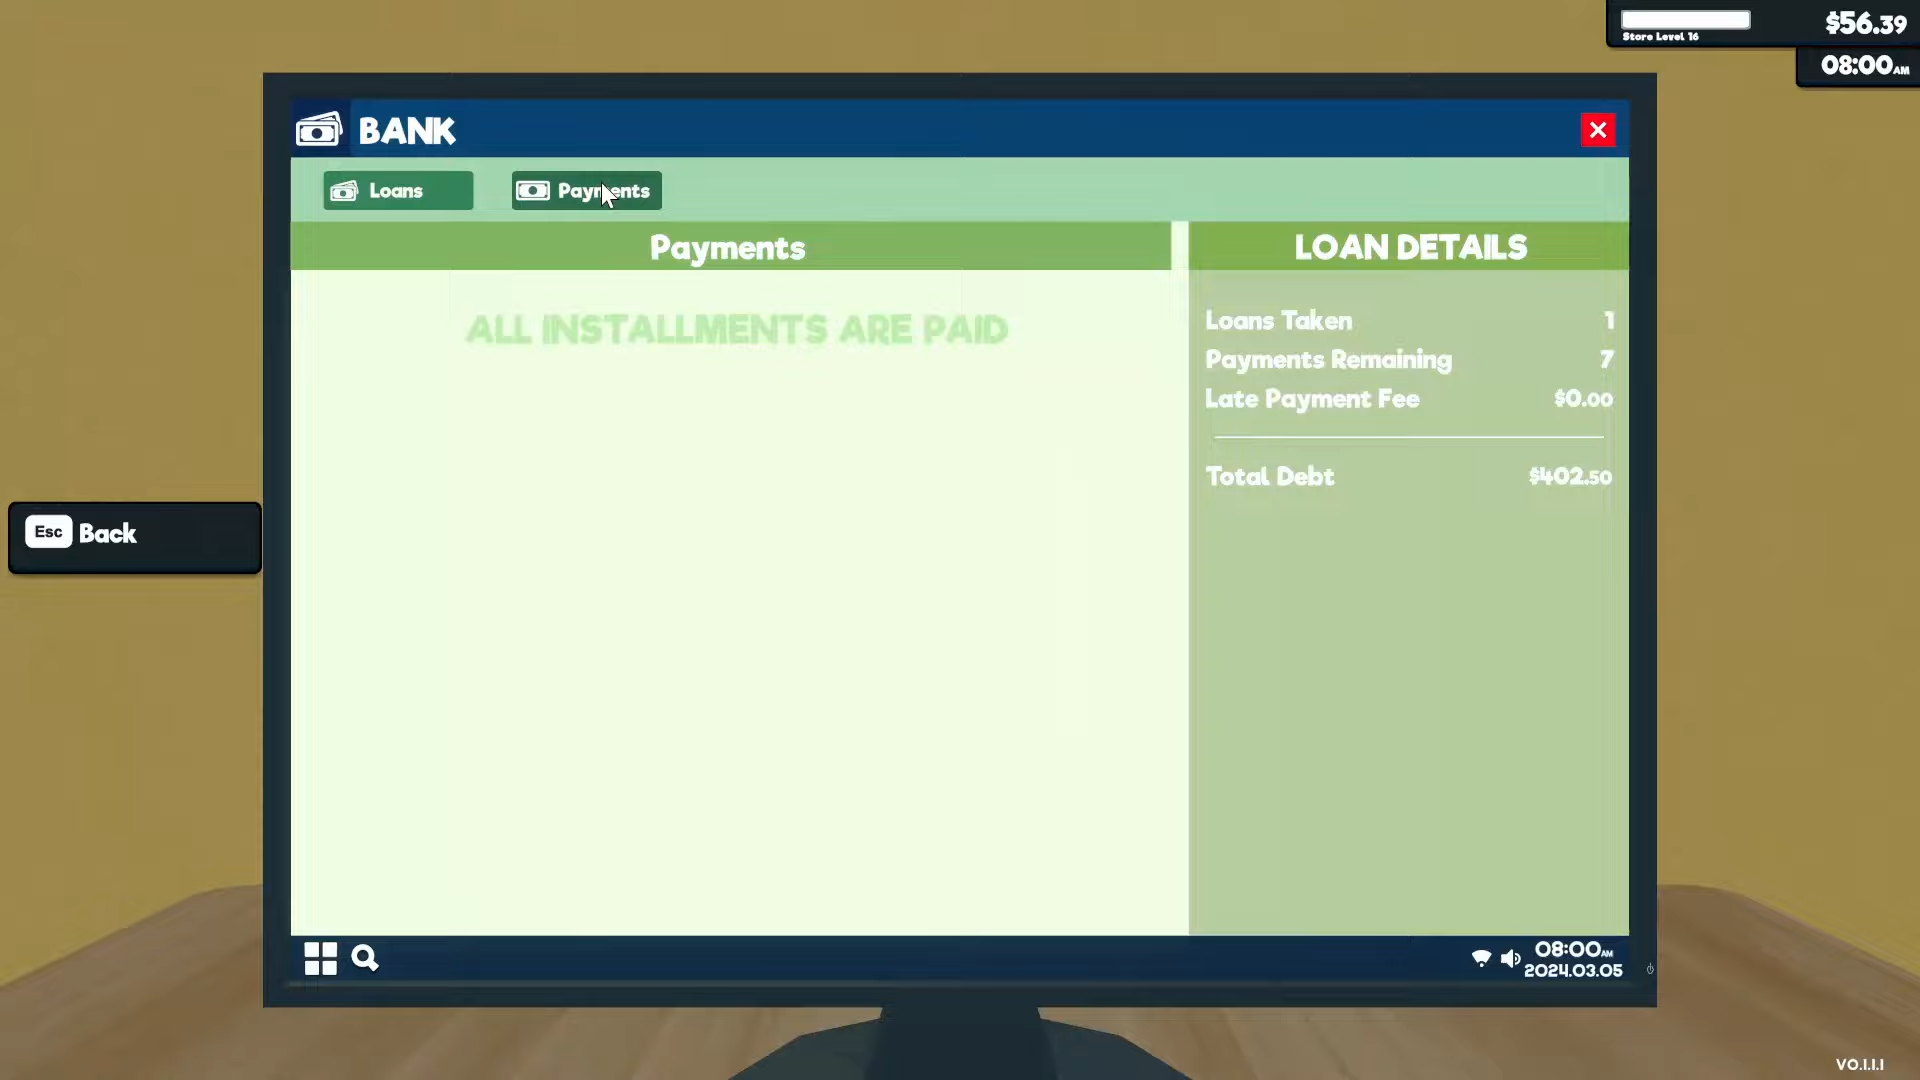 $56.39
Store Level 16
08:00AM
BANK
Loans
Payments
Payments
LOAN DETAILS
ALL INSTALLMENTS ARE PAID
Loans Taken 1
Payments Remaining 7
Late Payment Fee $0.00
Total Debt $402.50
Esc Back
08:00AM
2024.03.05
V0.1.1.1